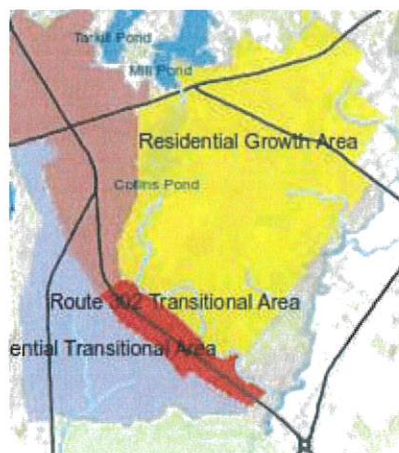 Tarkill Pond
Mill Pond
Residential Growth Area
Collins Pond
Route 302 Transitional Area
ential Transitional Area